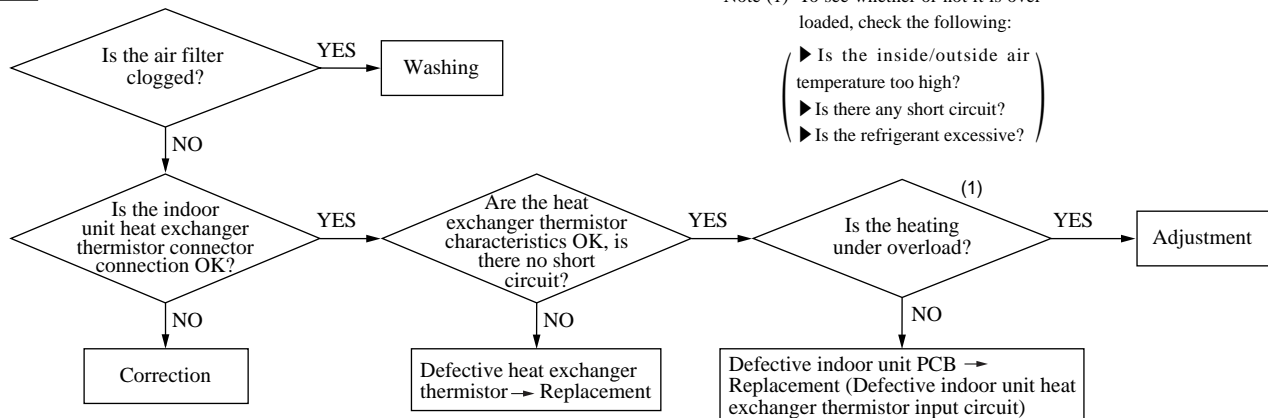 Note (1) To see whether or not it is over-
loaded, check the following:
▶ Is the inside/outside air
temperature too high?
▶ Is there any short circuit?
▶ Is the refrigerant excessive?
Is the air filter
clogged?
YES
Washing
NO
Is the indoor
unit heat exchanger
thermistor connector
connection OK?
YES
Are the heat
exchanger thermistor
characteristics OK, is
there no short
circuit?
YES
(1)
Is the heating
under overload?
YES
Adjustment
NO
Correction
NO
Defective heat exchanger
thermistor → Replacement
NO
Defective indoor unit PCB →
Replacement (Defective indoor unit heat
exchanger thermistor input circuit)